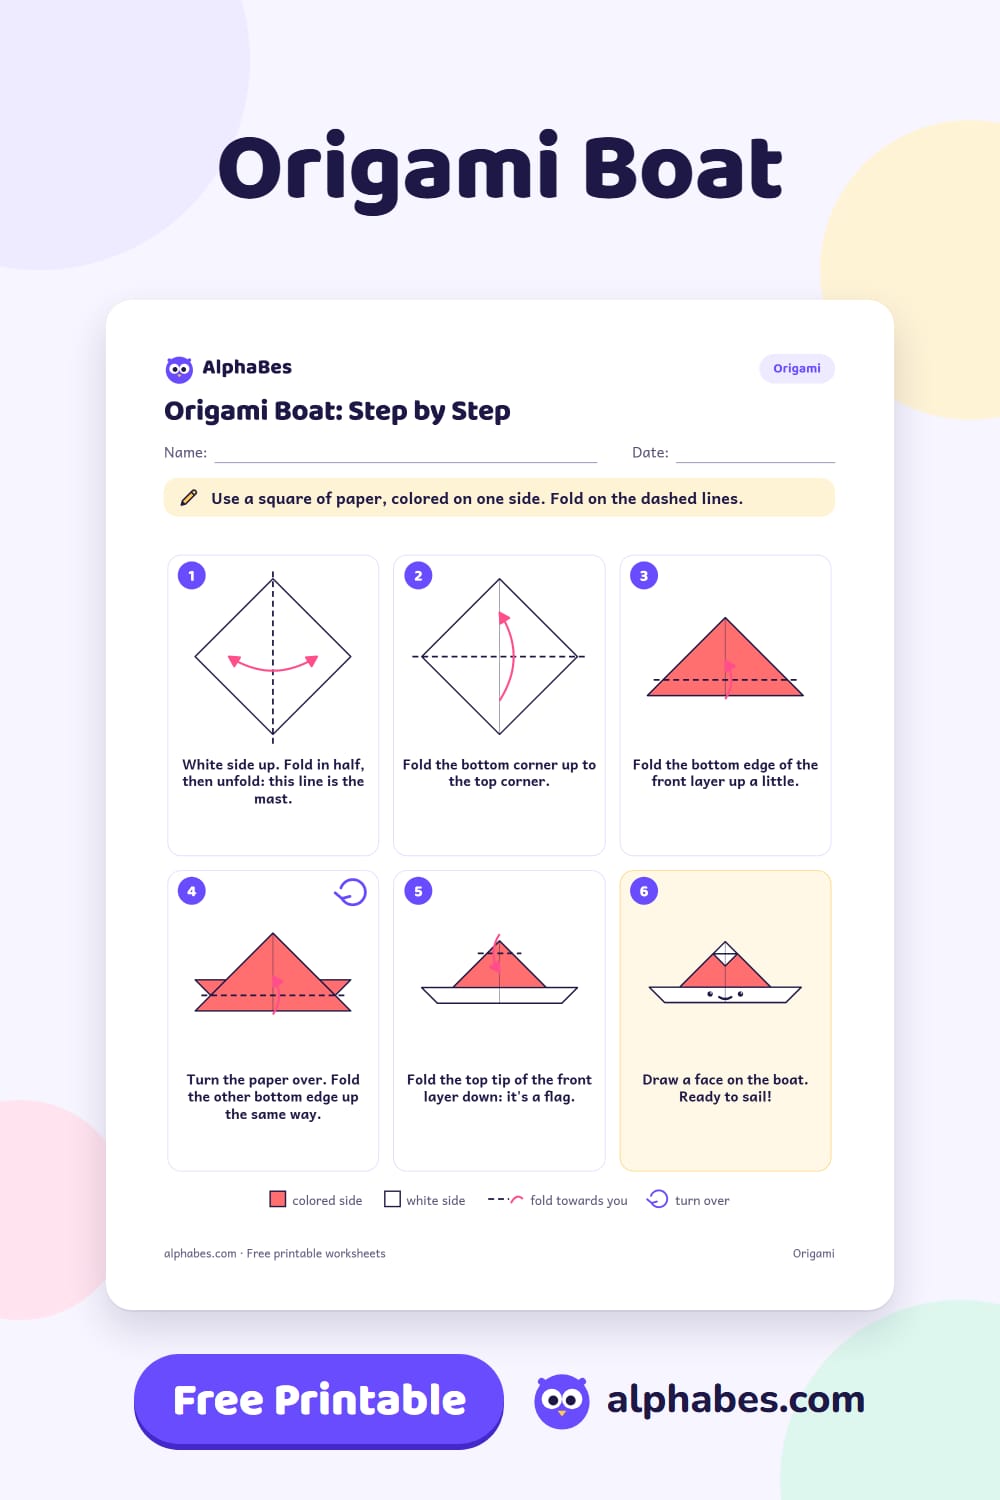 Origami Boat
AlphaBes
Origami
Origami Boat: Step by Step
Name:
Date:
Use a square of paper, colored on one side. Fold on the dashed lines.
1
White side up. Fold in half,
then unfold: this line is the
mast.
2
Fold the bottom corner up to
the top corner.
3
Fold the bottom edge of the
front layer up a little.
4
Turn the paper over. Fold
the other bottom edge up
the same way.
5
Fold the top tip of the front
layer down: it's a flag.
6
Draw a face on the boat.
Ready to sail!
colored side
white side
fold towards you
turn over
alphabes.com · Free printable worksheets
Origami
Free Printable
alphabes.com